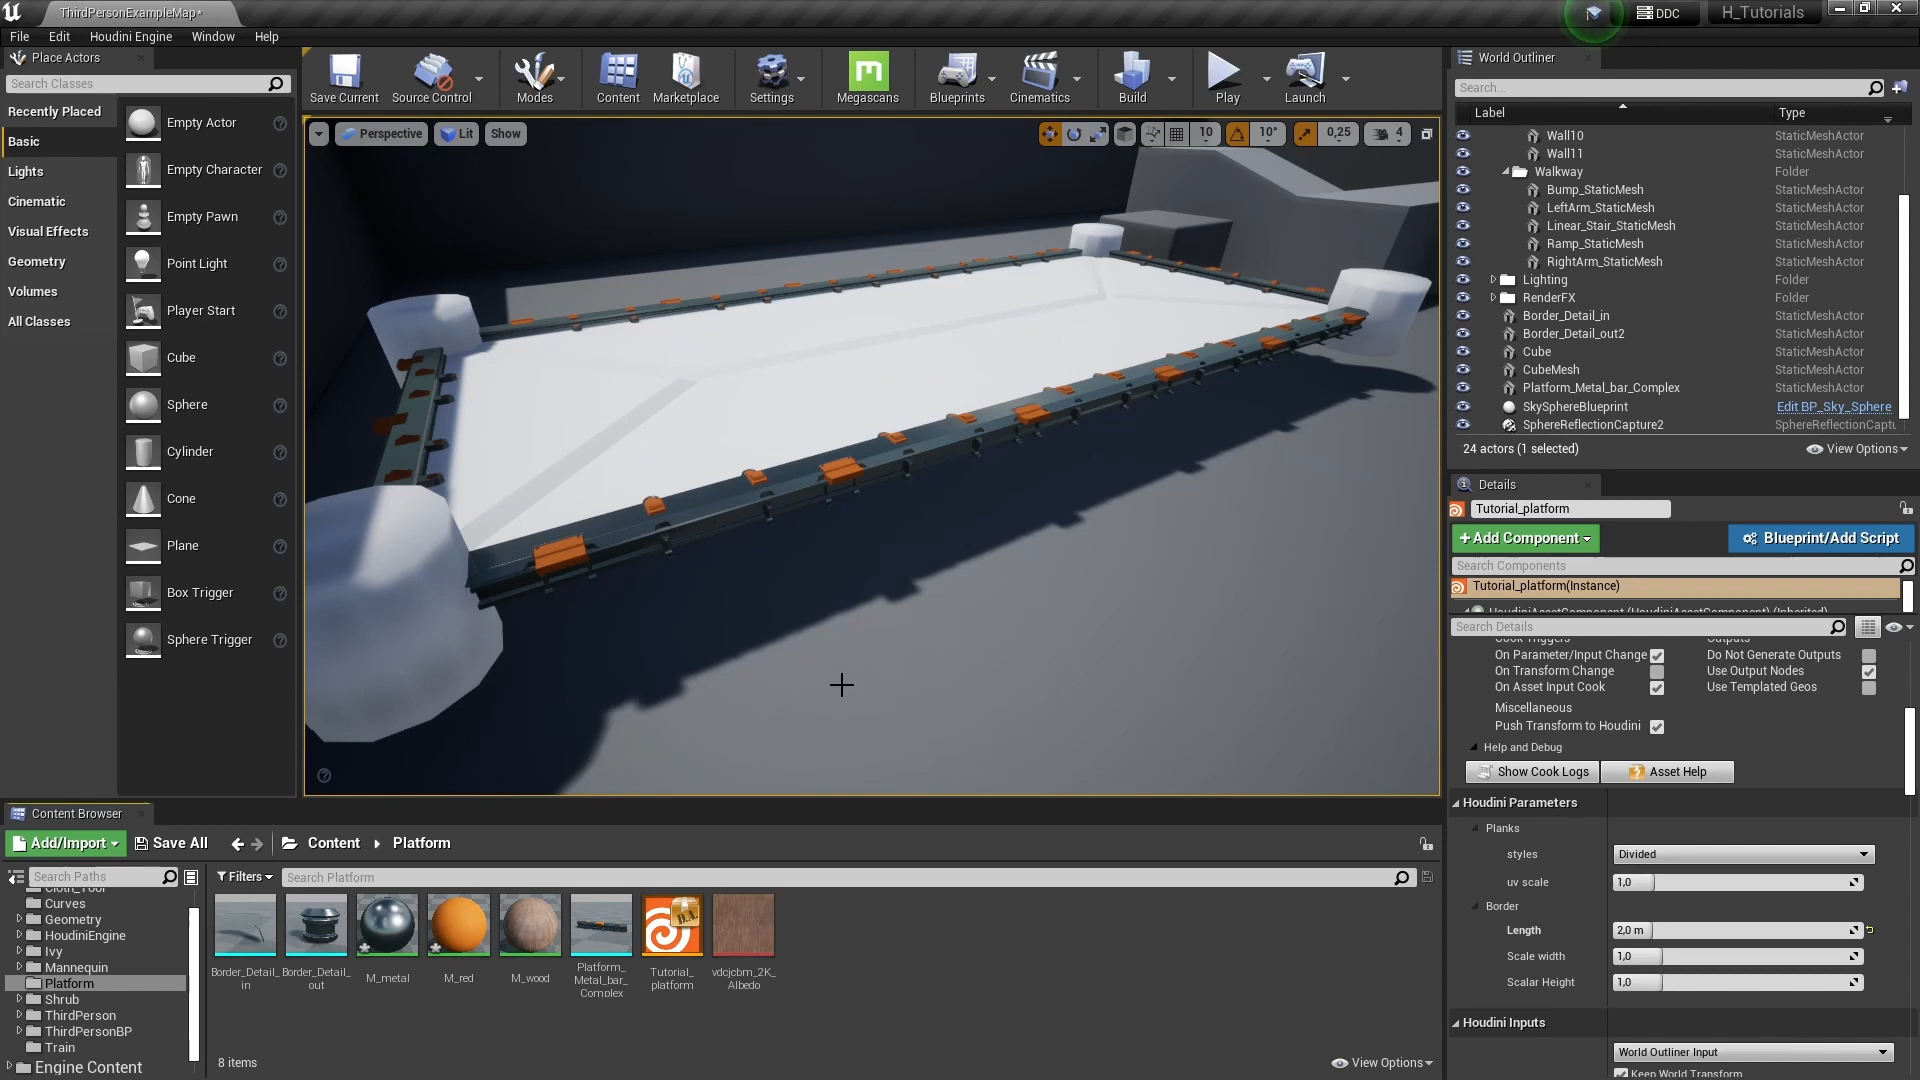 ThirdPersonExampleMap*
DDC
H_Tutorials
File Edit Houdini Engine Window Help
Place Actors
Search Classes
Recently Placed
Basic
Lights
Cinematic
Visual Effects
Geometry
Volumes
All Classes
Empty Actor
Empty Character
Empty Pawn
Point Light
Player Start
Cube
Sphere
Cylinder
Cone
Plane
Box Trigger
Sphere Trigger
Save Current Source Control Modes Content Marketplace Settings Megascans Blueprints Cinematics Build Play Launch
Perspective Lit Show
10 10° 0,25 4
World Outliner
Search...
Label Type
Wall10 StaticMeshActor
Wall11 StaticMeshActor
Walkway Folder
Bump_StaticMesh StaticMeshActor
LeftArm_StaticMesh StaticMeshActor
Linear_Stair_StaticMesh StaticMeshActor
Ramp_StaticMesh StaticMeshActor
RightArm_StaticMesh StaticMeshActor
Lighting Folder
RenderFX Folder
Border_Detail_in StaticMeshActor
Border_Detail_out2 StaticMeshActor
Cube StaticMeshActor
CubeMesh StaticMeshActor
Platform_Metal_bar_Complex StaticMeshActor
SkySphereBlueprint Edit BP_Sky_Sphere
SphereReflectionCapture2 SphereReflectionCaptu
24 actors (1 selected) View Options
Details
Tutorial_platform
+Add Component Blueprint/Add Script
Search Components
Tutorial_platform(Instance)
HoudiniAssetComponent (HoudiniAssetComponent) (Inherited)
Search Details
Cook Triggers Outputs
On Parameter/Input Change Do Not Generate Outputs
On Transform Change Use Output Nodes
On Asset Input Cook Use Templated Geos
Miscellaneous
Push Transform to Houdini
Help and Debug
Show Cook Logs Asset Help
Houdini Parameters
Planks
styles Divided
uv scale 1,0
Border
Length 2,0 m
Scale width 1,0
Scalar Height 1,0
Houdini Inputs
World Outliner Input
Keep World Transform
Content Browser
Add/Import Save All Content Platform
Search Paths
Cloth_Tool
Curves
Geometry
HoudiniEngine
Ivy
Mannequin
Platform
Shrub
ThirdPerson
ThirdPersonBP
Train
Engine Content
Filters Search Platform
Border_Detail_in
Border_Detail_out
M_metal
M_red
M_wood
Platform_Metal_bar_Complex
D.A.
Tutorial_platform
vdcjcbm_2K_Albedo
8 items View Options